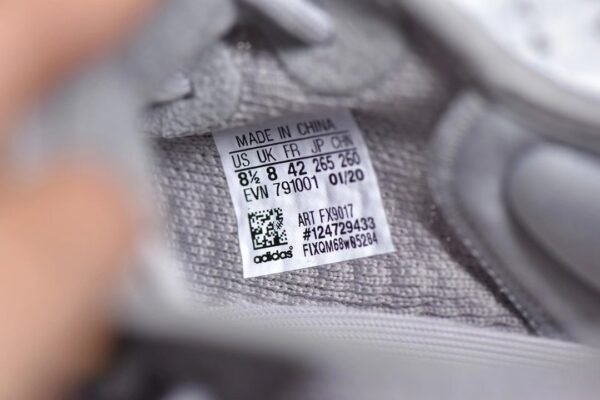 MADE IN CHINA
US UK FR JP CHN
8½ 8 42 265 260
EVN 791001 01/20
ART FX9017
#124729433
FIXQM68W05284
adidas